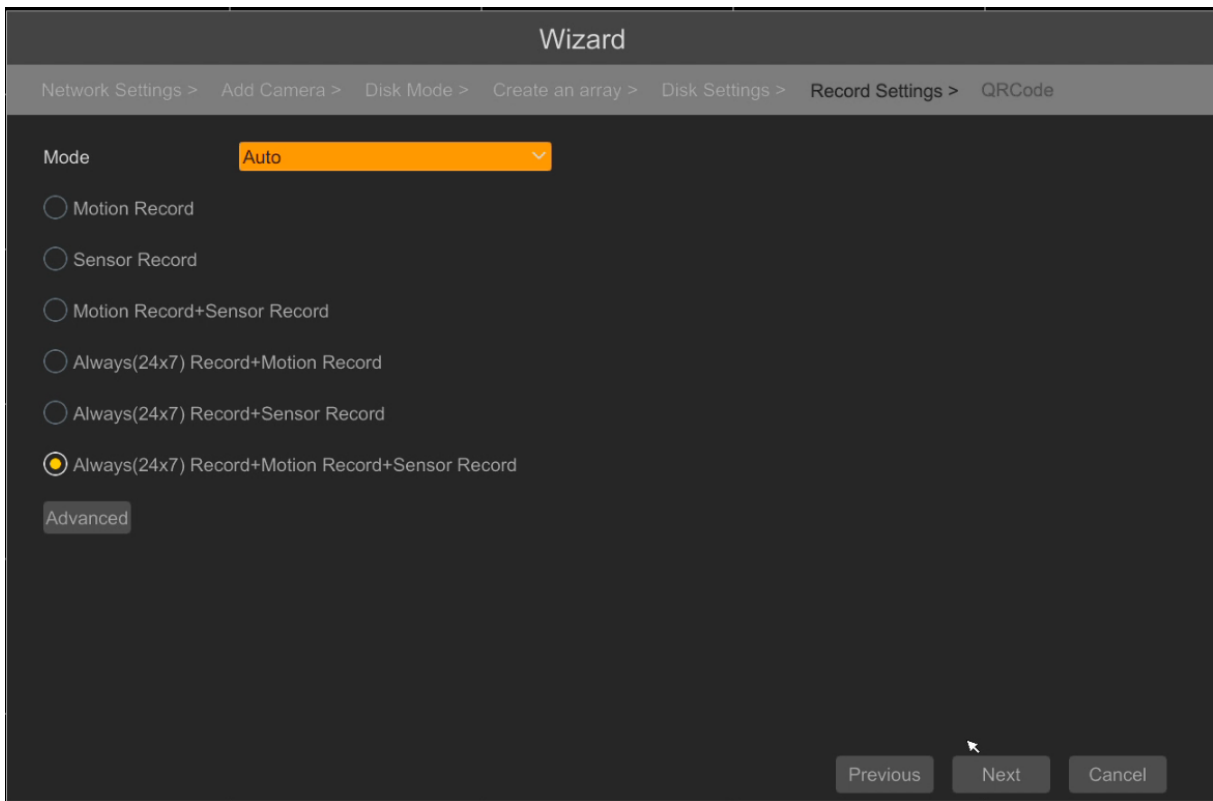 Wizard
Network Settings > Add Camera > Disk Mode > Create an array > Disk Settings > Record Settings > QRCode
Mode Auto
Motion Record
Sensor Record
Motion Record+Sensor Record
Always(24x7) Record+Motion Record
Always(24x7) Record+Sensor Record
Always(24x7) Record+Motion Record+Sensor Record
Advanced
Previous Next Cancel